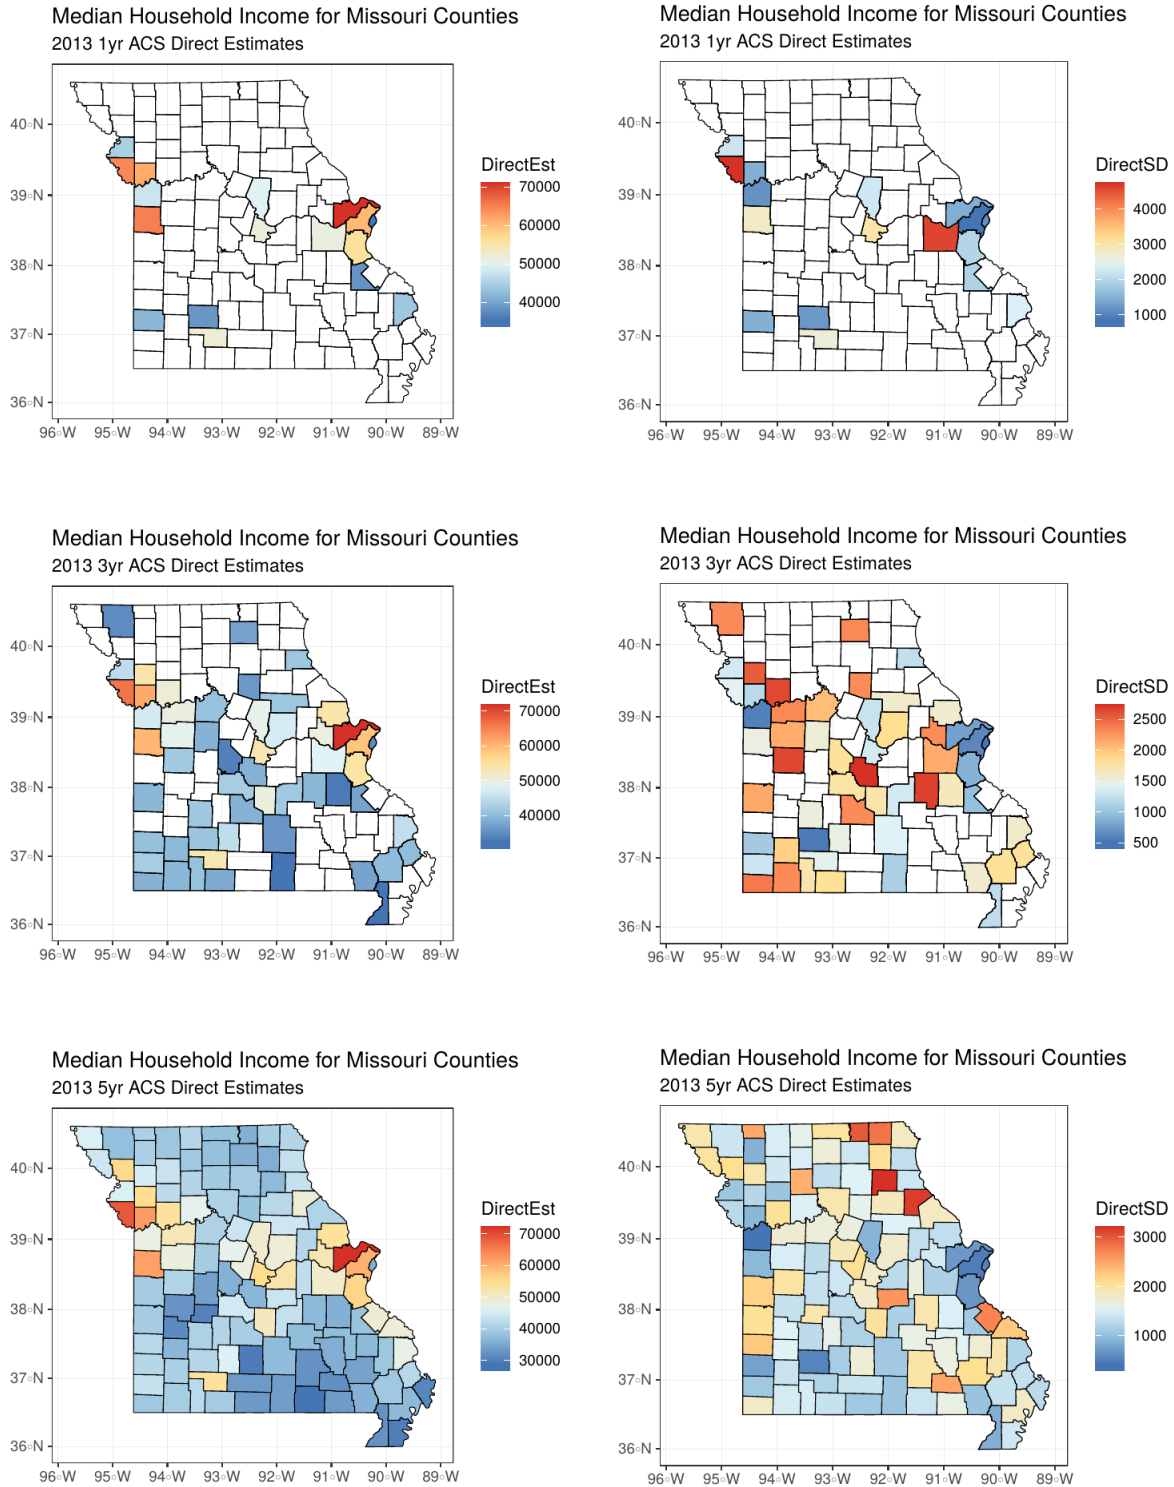 Median Household Income for Missouri Counties
2013 1yr ACS Direct Estimates
40°N
39°N
38°N
37°N
36°N
96°W 95°W 94°W 93°W 92°W 91°W 90°W 89°W
DirectEst
70000
60000
50000
40000
Median Household Income for Missouri Counties
2013 1yr ACS Direct Estimates
40°N
39°N
38°N
37°N
36°N
96°W 95°W 94°W 93°W 92°W 91°W 90°W 89°W
DirectSD
4000
3000
2000
1000
Median Household Income for Missouri Counties
2013 3yr ACS Direct Estimates
40°N
39°N
38°N
37°N
36°N
96°W 95°W 94°W 93°W 92°W 91°W 90°W 89°W
DirectEst
70000
60000
50000
40000
Median Household Income for Missouri Counties
2013 3yr ACS Direct Estimates
40°N
39°N
38°N
37°N
36°N
96°W 95°W 94°W 93°W 92°W 91°W 90°W 89°W
DirectSD
2500
2000
1500
1000
500
Median Household Income for Missouri Counties
2013 5yr ACS Direct Estimates
40°N
39°N
38°N
37°N
36°N
96°W 95°W 94°W 93°W 92°W 91°W 90°W 89°W
DirectEst
70000
60000
50000
40000
30000
Median Household Income for Missouri Counties
2013 5yr ACS Direct Estimates
40°N
39°N
38°N
37°N
36°N
96°W 95°W 94°W 93°W 92°W 91°W 90°W 89°W
DirectSD
3000
2000
1000